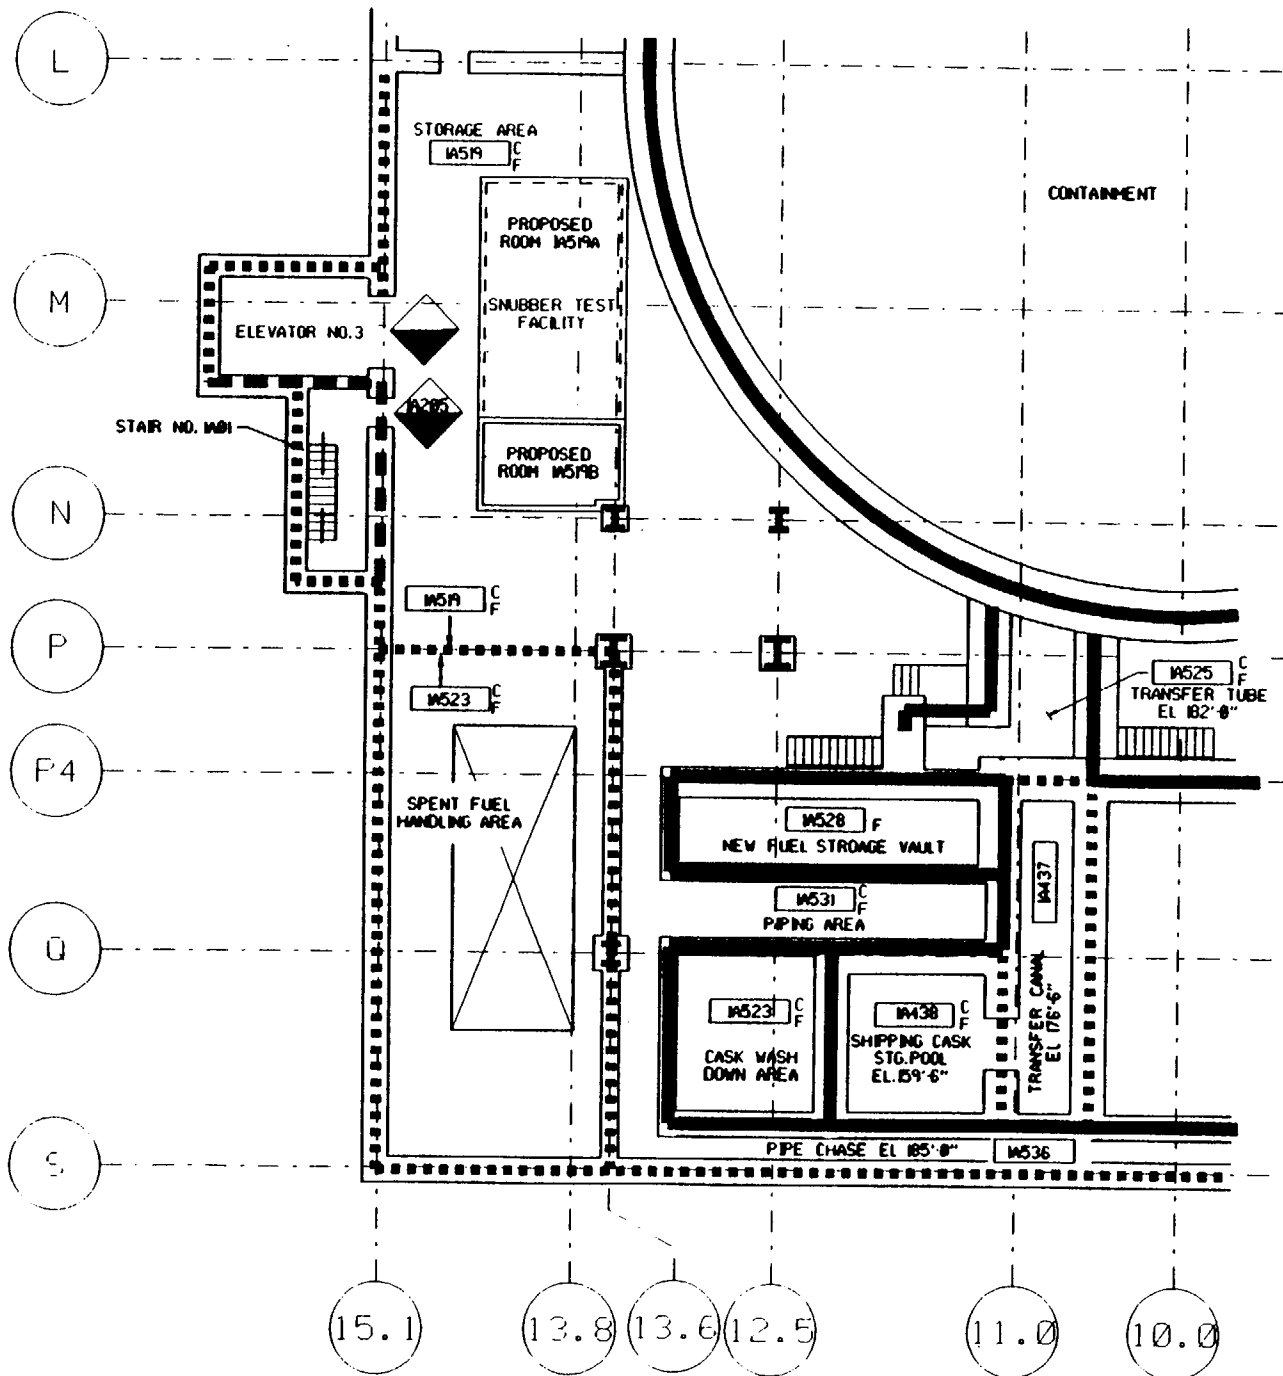 L
STORAGE AREA
1A519 C
F
CONTAINMENT
PROPOSED
ROOM 1A519A
M
SNUBBER TEST
FACILITY
ELEVATOR NO.3
1A205
STAIR NO. 1A01
PROPOSED
ROOM 1A519B
N
1A519 C
F
P
1A523 C
F
1A525 C
F
TRANSFER TUBE
EL 182'-0"
P4
SPENT FUEL
HANDLING AREA
1A528 F
NEW FUEL STROAGE VAULT
1A437
1A531 C
F
PIPING AREA
Q
1A523 C
F
CASK WASH
DOWN AREA
1A438 C
F
SHIPPING CASK
STG.POOL
EL.159'-6"
TRANSFER CANAL
EL 176'-6"
PIPE CHASE EL 185'-0"
1A536
S
15.1
13.8
13.6
12.5
11.0
10.0